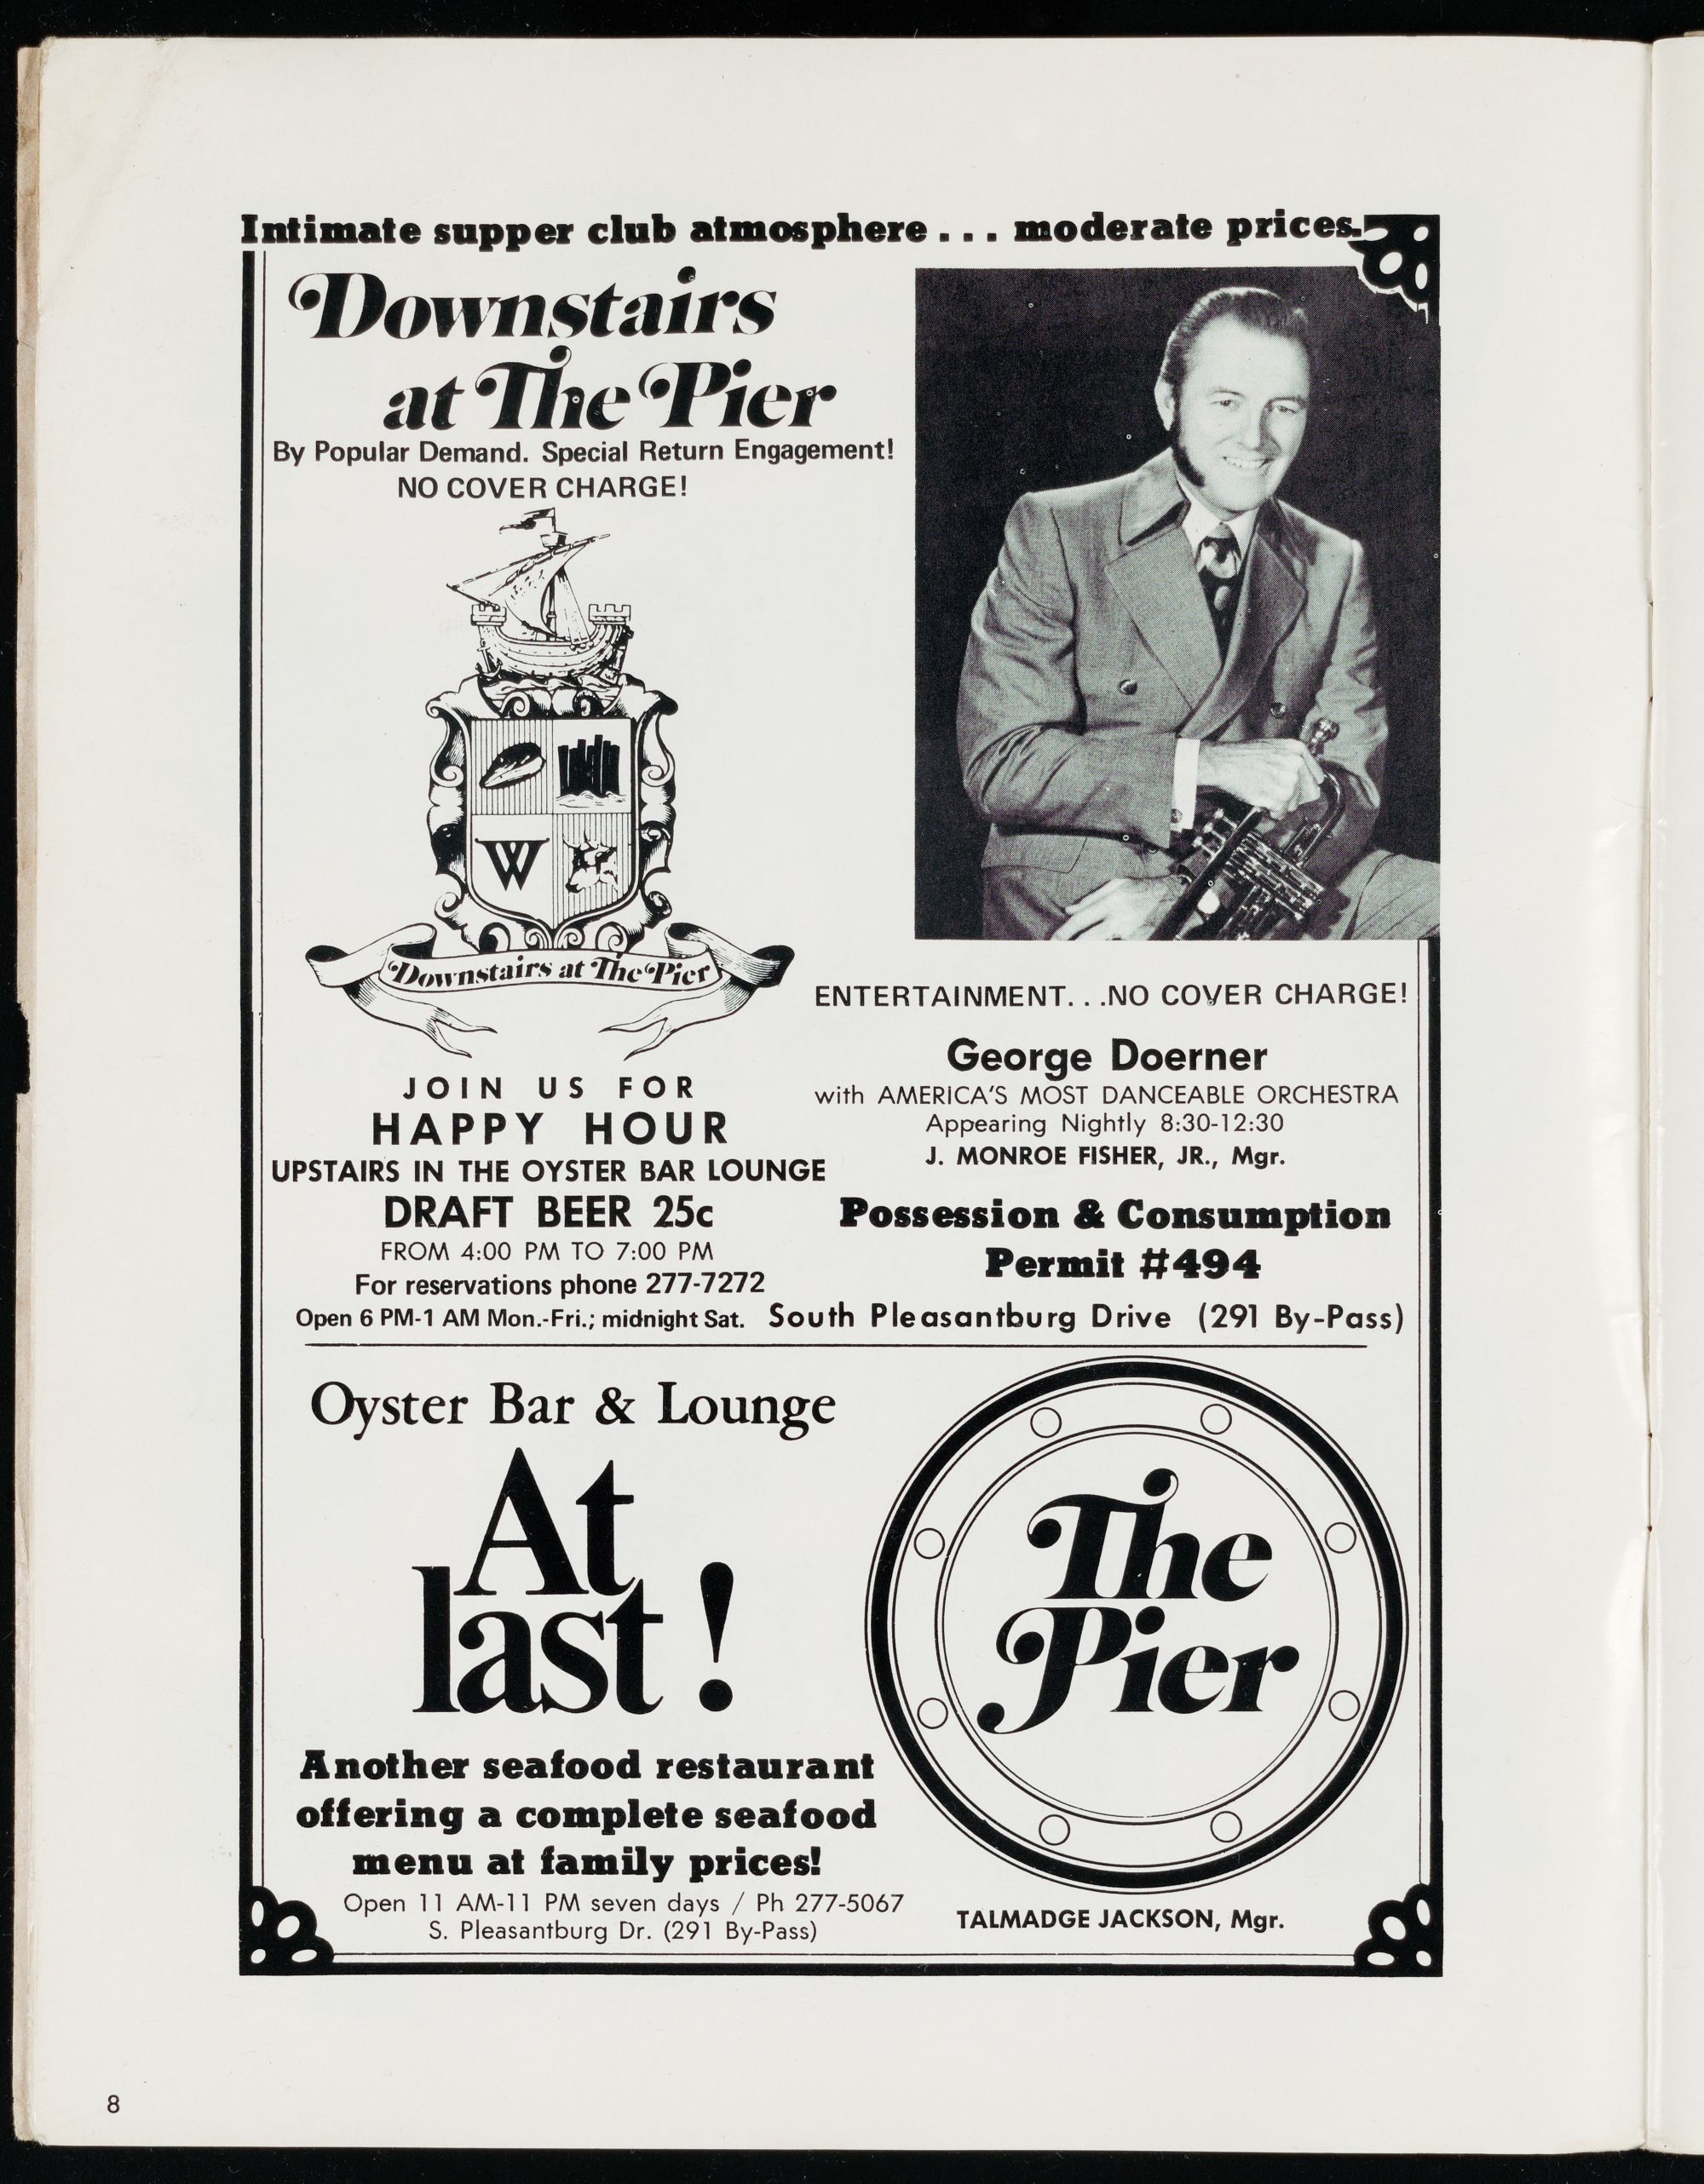 Intimate supper club atmosphere . . . moderate prices.
Downstairs
at The Pier
By Popular Demand. Special Return Engagement!
NO COVER CHARGE!
W
Downstairs at The Pier
JOIN US FOR
HAPPY HOUR
UPSTAIRS IN THE OYSTER BAR LOUNGE
DRAFT BEER 25c
FROM 4:00 PM TO 7:00 PM
For reservations phone 277-7272
Open 6 PM-1 AM Mon.-Fri.; midnight Sat.
ENTERTAINMENT. . .NO COVER CHARGE!
George Doerner
with AMERICA'S MOST DANCEABLE ORCHESTRA
Appearing Nightly 8:30-12:30
J. MONROE FISHER, JR., Mgr.
Possession & Consumption
Permit #494
South Pleasantburg Drive (291 By-Pass)
Oyster Bar & Lounge
At
last!
Another seafood restaurant
offering a complete seafood
menu at family prices!
Open 11 AM-11 PM seven days / Ph 277-5067
S. Pleasantburg Dr. (291 By-Pass)
The
Pier
TALMADGE JACKSON, Mgr.
8